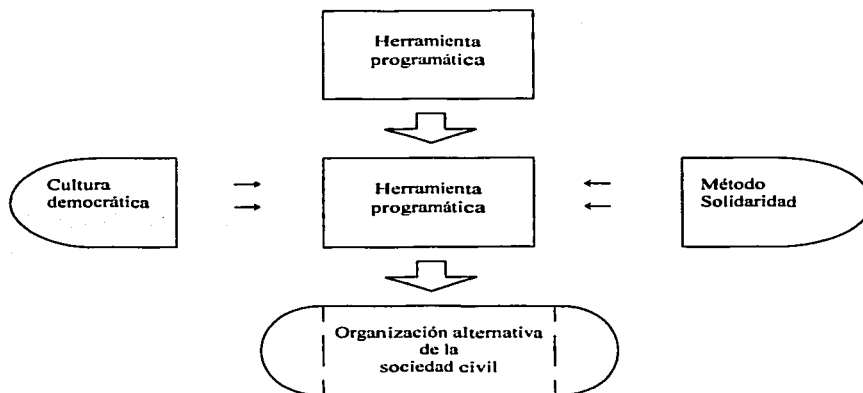 Herramienta
programática
Cultura
democrática
Herramienta
programática
Método
Solidaridad
Organización alternativa
de la
sociedad civil